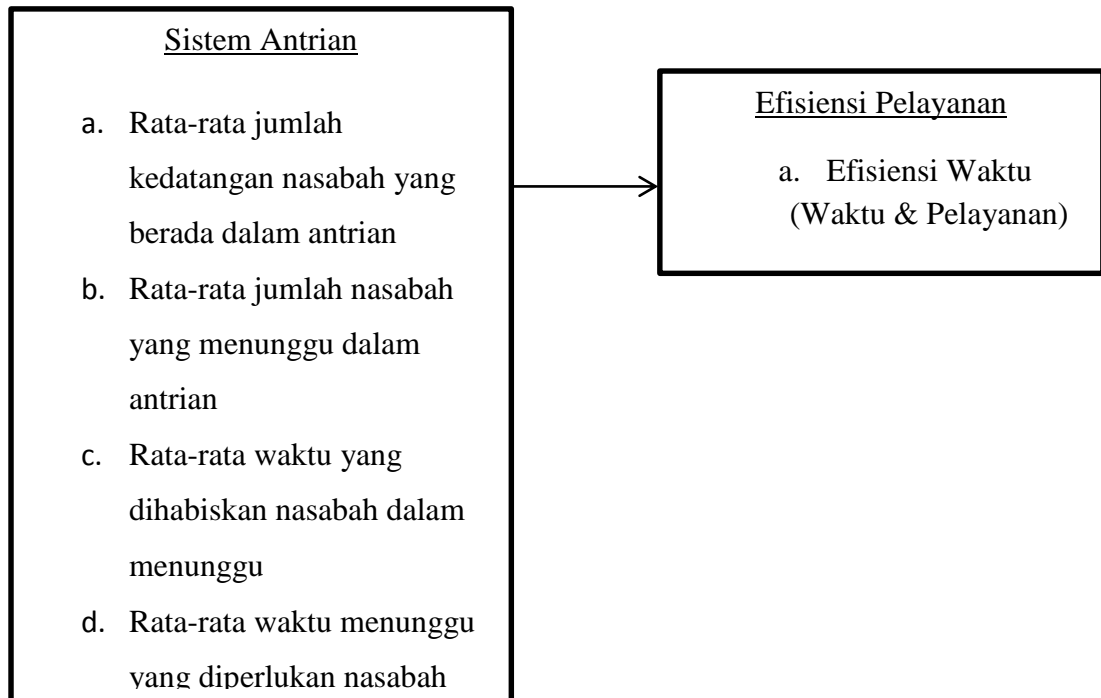 Sistem Antrian
a. Rata-rata jumlah
kedatangan nasabah yang
berada dalam antrian
b. Rata-rata jumlah nasabah
yang menunggu dalam
antrian
c. Rata-rata waktu yang
dihabiskan nasabah dalam
menunggu
d. Rata-rata waktu menunggu
yang diperlukan nasabah
Efisiensi Pelayanan
a. Efisiensi Waktu
(Waktu & Pelayanan)